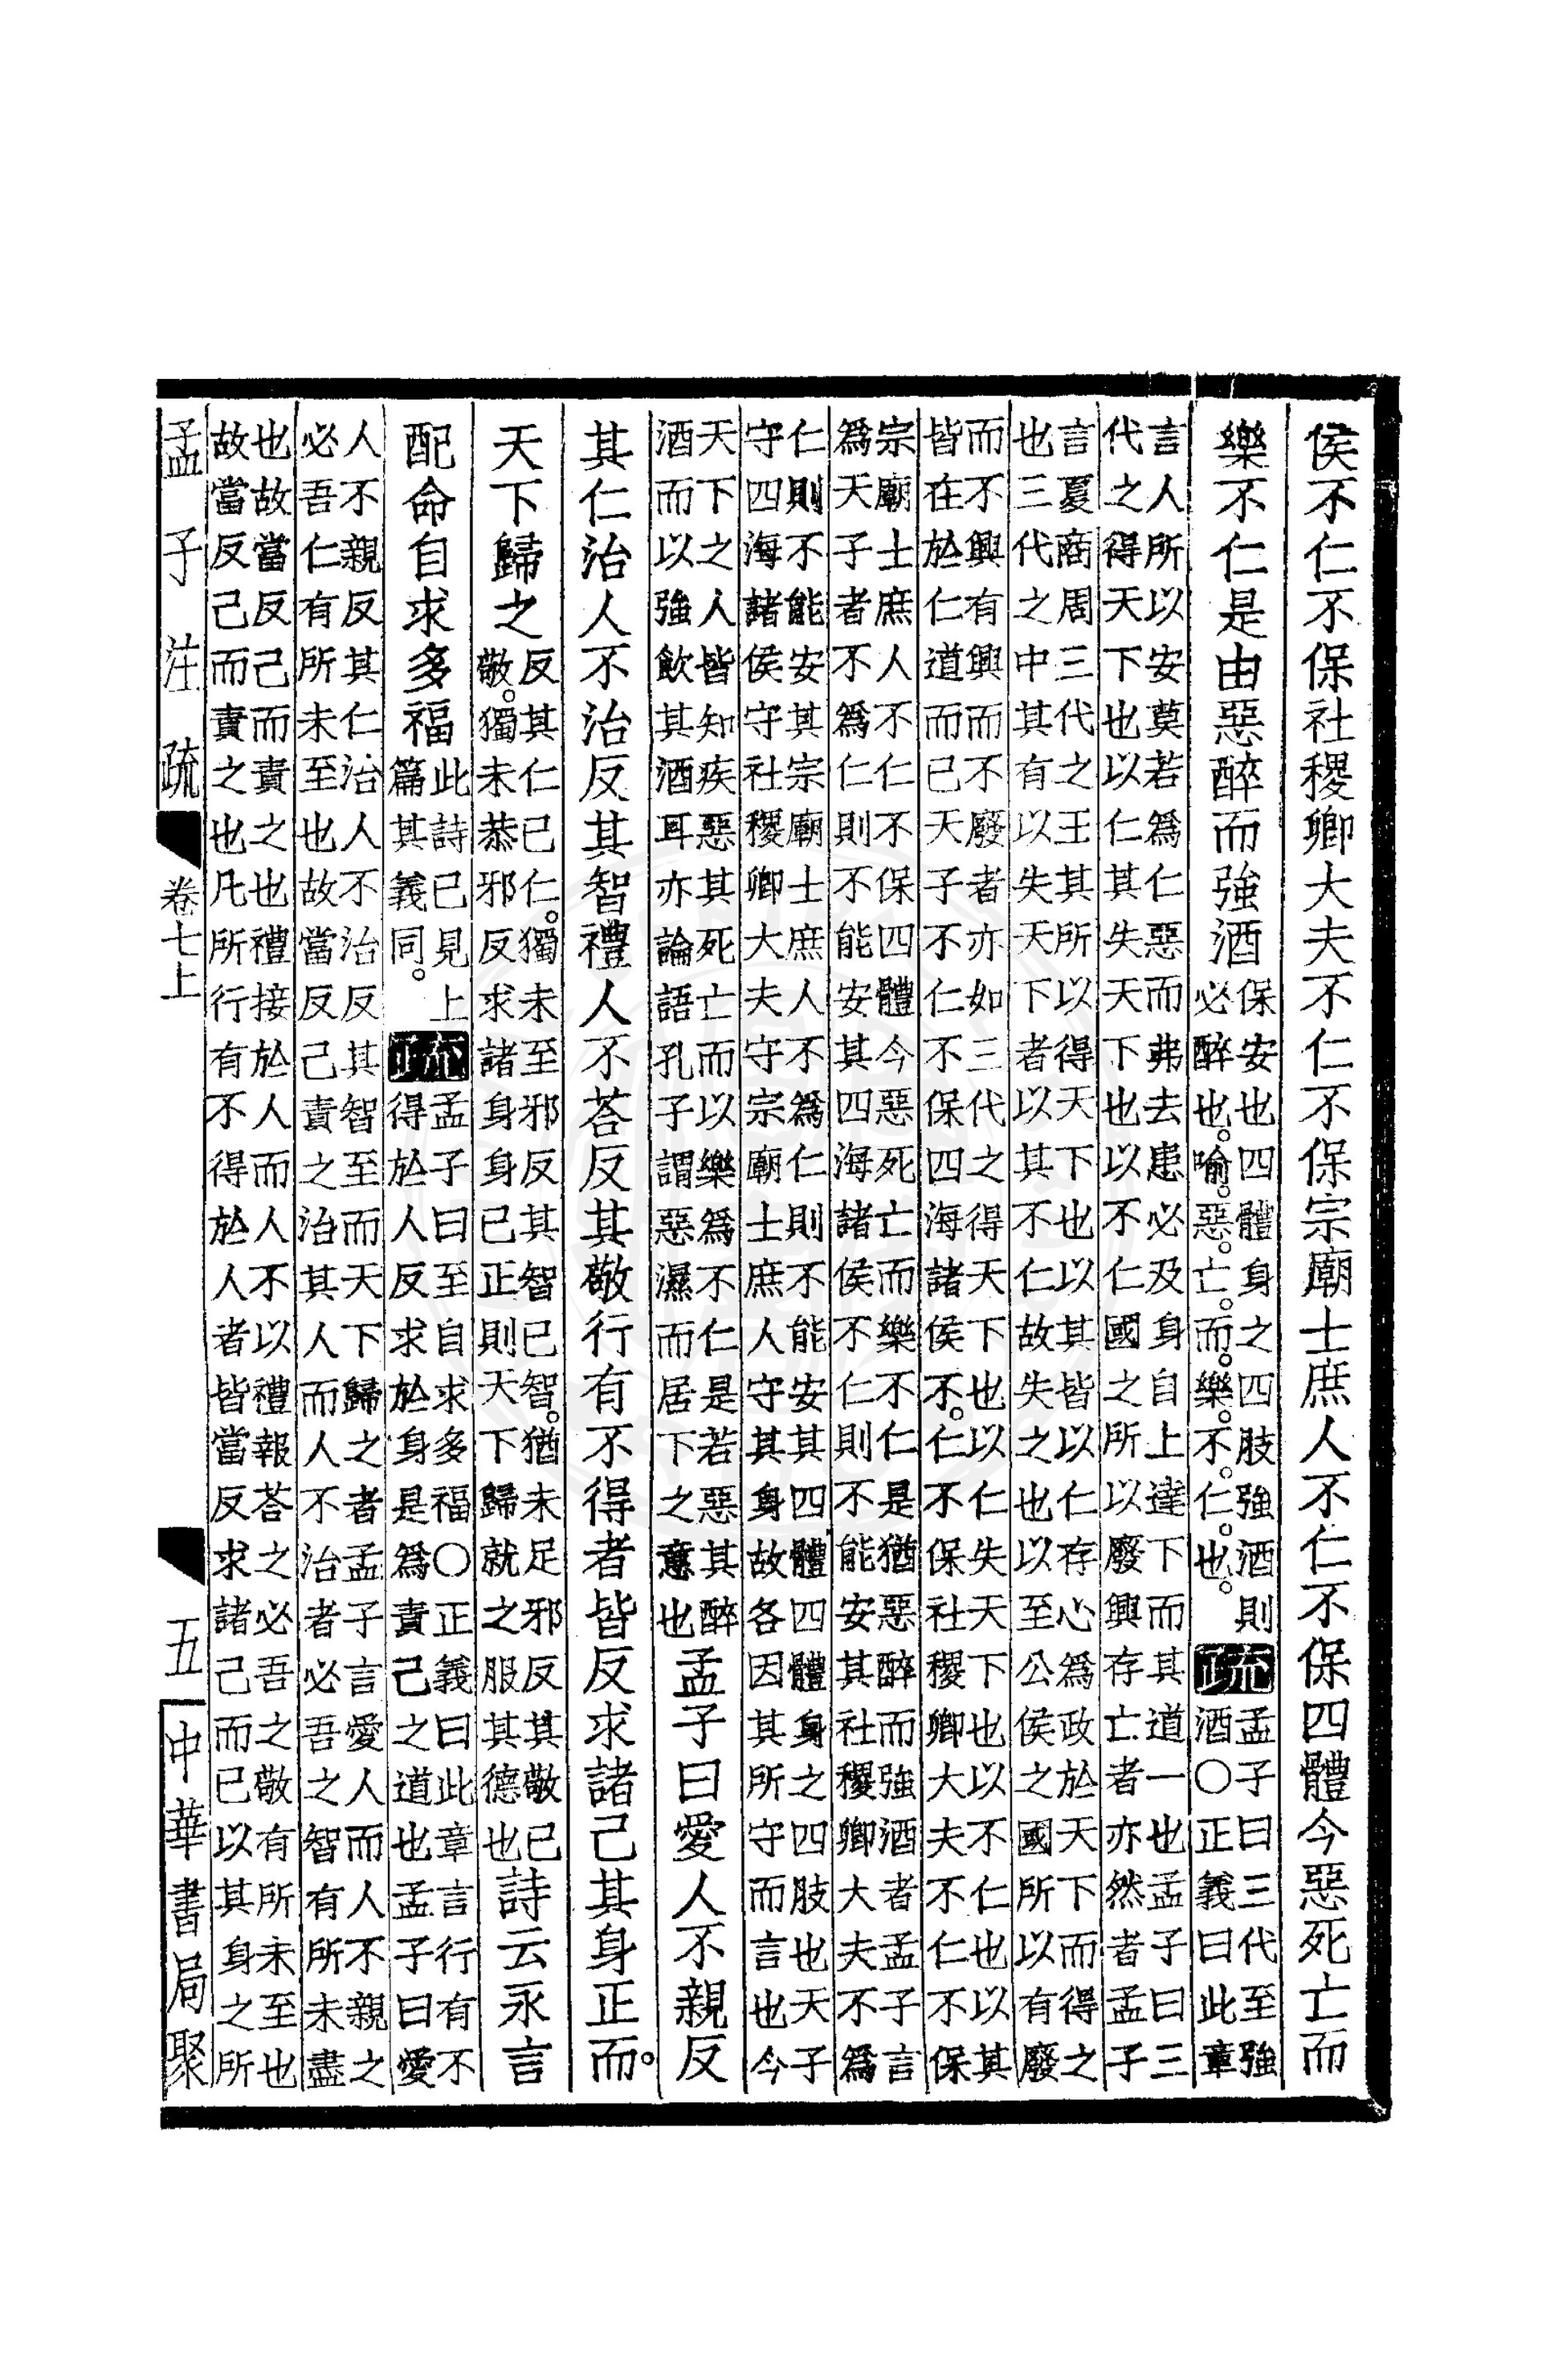 侯不仁不保社稷卿大夫不仁不保宗廟士庶人不仁不保四體今惡死亡而
樂不仁是由惡醉而強酒
保安也四體身之四肢強酒則
必醉也。喻。惡。亡。而。樂。不。仁。也。
疏
孟子曰三代至強
酒○正義曰此章
言人所以安莫若爲仁惡而弗去患必及身自上達下而其道一也孟子曰三
代之得天下也以仁其失天下也以不仁國之所以廢興存亡者亦然者孟子
言夏商周三代之王其所以得天下也以其皆以仁存心爲政於天下而得之
也三代之中其有以失天下者以其不仁故失之也以至公侯之國所以有廢
而不興有興而不廢者亦如三代之得天下也以仁失天下也以不仁也以其
皆在於仁道而已天子不仁不保四海諸侯不。仁不保社稷卿大夫不仁不保
宗廟士庶人不仁不保四體今惡死亡而樂不仁是猶惡醉而強酒者孟子言
爲天子者不爲仁則不能安其四海諸侯不仁則不能安其社稷卿大夫不爲
仁則不能安其宗廟士庶人不爲仁則不能安其四體四體身之四肢也天子
守四海諸侯守社稷卿大夫守宗廟士庶人守其身故各因其所守而言也今
天下之人皆知疾惡其死亡而以樂爲不仁是若惡其醉
酒而以強飲其酒耳亦論語孔子謂惡濕而居下之意也
孟子曰愛人不親反
其仁治人不治反其智禮人不荅反其敬行有不得者皆反求諸己其身正而。
天下歸之
反其仁已仁。獨未至邪反其智已智。猶未足邪反其敬已
敬。獨未恭邪反求諸身身已正則天下歸就之服其德也
詩云永言
配命自求多福
此詩已見上
篇其義同。
疏
孟子曰至自求多福○正義曰此章言行有不
得於人反求於身是爲責己之道也孟子曰愛
人不親反其仁治人不治反其智至而天下歸之者孟子言愛人而人不親之
必吾仁有所未至也故當反己責之治其人而人不治者必吾之智有所未盡
也故當反己而責之也禮接於人而人不以禮報荅之必吾之敬有所未至也
故當反己而責之也凡所行有不得於人者皆當反求諸己而已以其身之所
孟子注疏 卷七上 五 中華書局聚